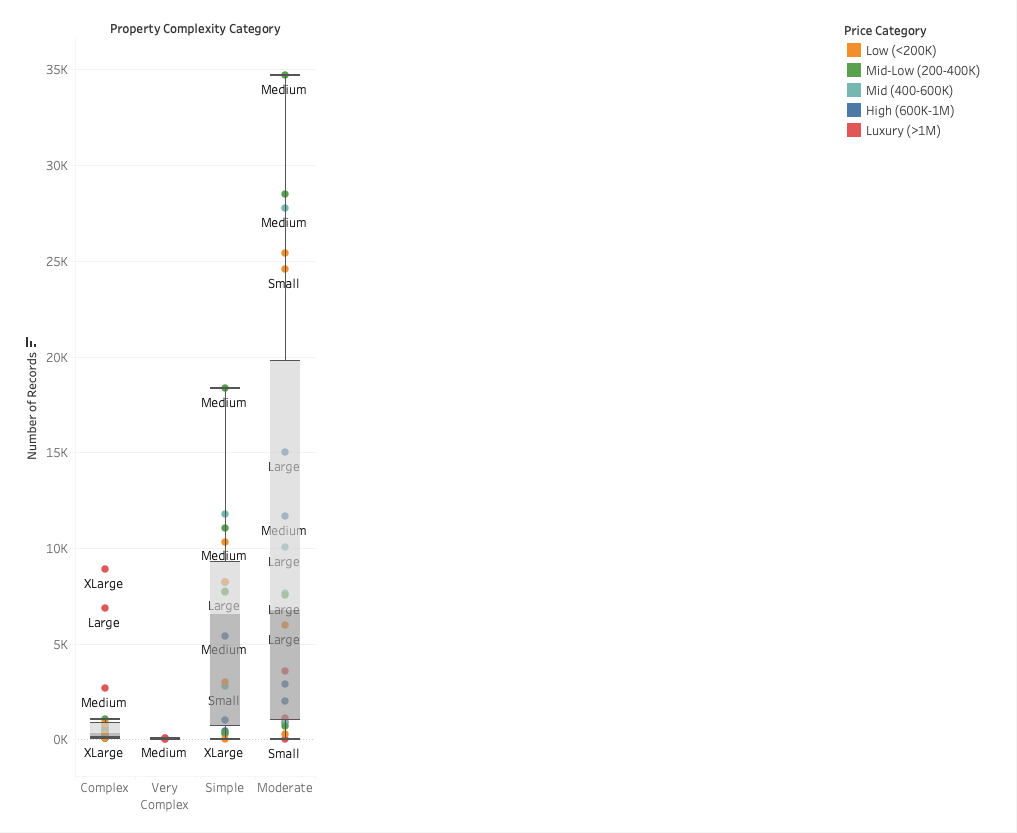 Property Complexity Category
Price Category
Low (<200K)
Mid-Low (200-400K)
Mid (400-600K)
High (600K-1M)
Luxury (>1M)
Number of Records
35K
30K
25K
20K
15K
10K
5K
0K
XLarge
Large
Medium
XLarge
Medium
Medium
Medium
Large
Medium
Small
XLarge
Medium
Medium
Small
Large
Medium
Large
Large
Large
Small
Complex
Very
Complex
Simple
Moderate